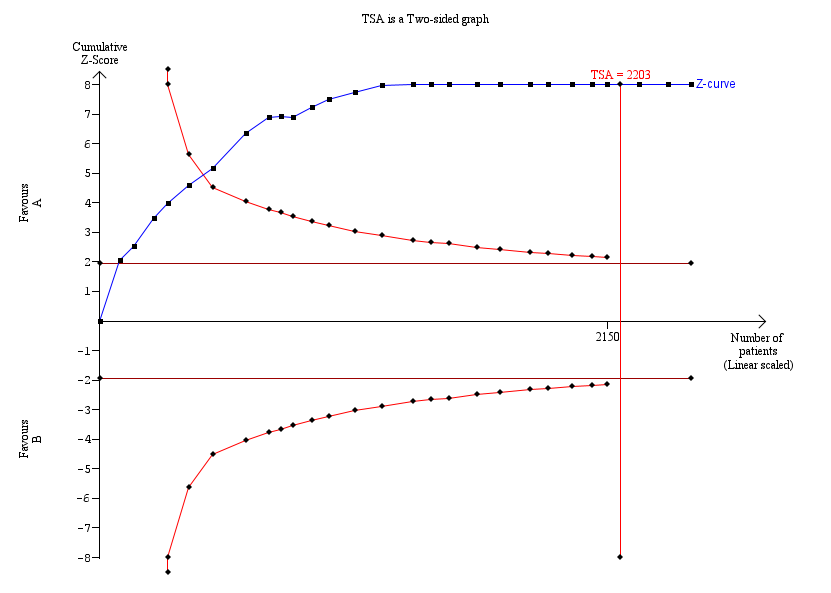 TSA is a Two-sided graph
Cumulative
Z-Score
TSA = 2203
8
Z-curve
7
6
5
4
3
2
1
Favours
A
2150
Number of
patients
(Linear scaled)
-1
-2
-3
-4
-5
-6
-7
-8
Favours
B